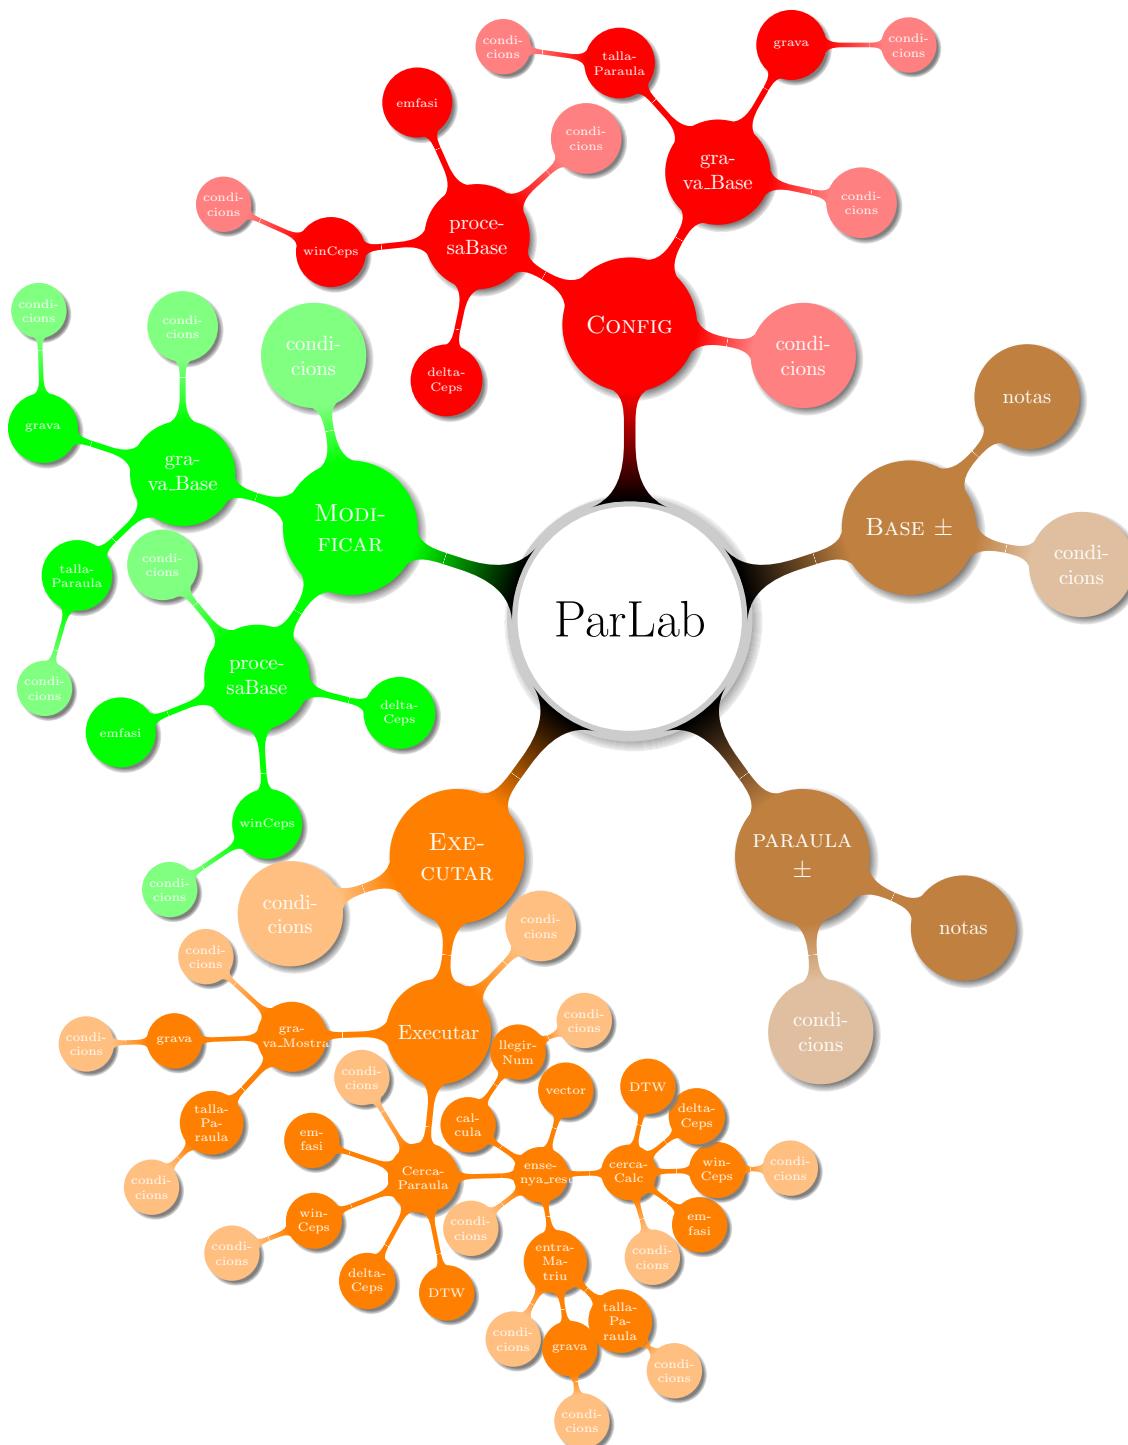 condi-
cions
talla-
Paraula
grava
condi-
cions
emfasi
condi-
cions
gra-
va_Base
condi-
cions
condi-
cions
proce-
saBase
winCeps
CONFIG
condi-
cions
delta-
Ceps
condi-
cions
condi-
cions
condi-
cions
grava
gra-
va_Base
MODI-
FICAR
condi-
cions
talla-
Paraula
condi-
cions
proce-
saBase
emfasi
delta-
Ceps
winCeps
condi-
cions
ParLab
notas
BASE ±
condi-
cions
PARAULA
±
notas
condi-
cions
EXE-
CUTAR
condi-
cions
condi-
cions
Executar
condi-
cions
gra-
va_Mostra
grava
condi-
cions
talla-
Pa-
raula
condi-
cions
condi-
cions
em-
fasi
Cerca-
Paraula
win-
Ceps
condi-
cions
delta-
Ceps
DTW
condi-
cions
llegir-
Num
cal-
cula
vector
ense-
nya_rest
condi-
cions
DTW
delta-
Ceps
cerca-
Calc
win-
Ceps
condi-
cions
em-
fasi
condi-
cions
entra-
Ma-
triu
condi-
cions
talla-
Pa-
raula
grava
condi-
cions
condi-
cions